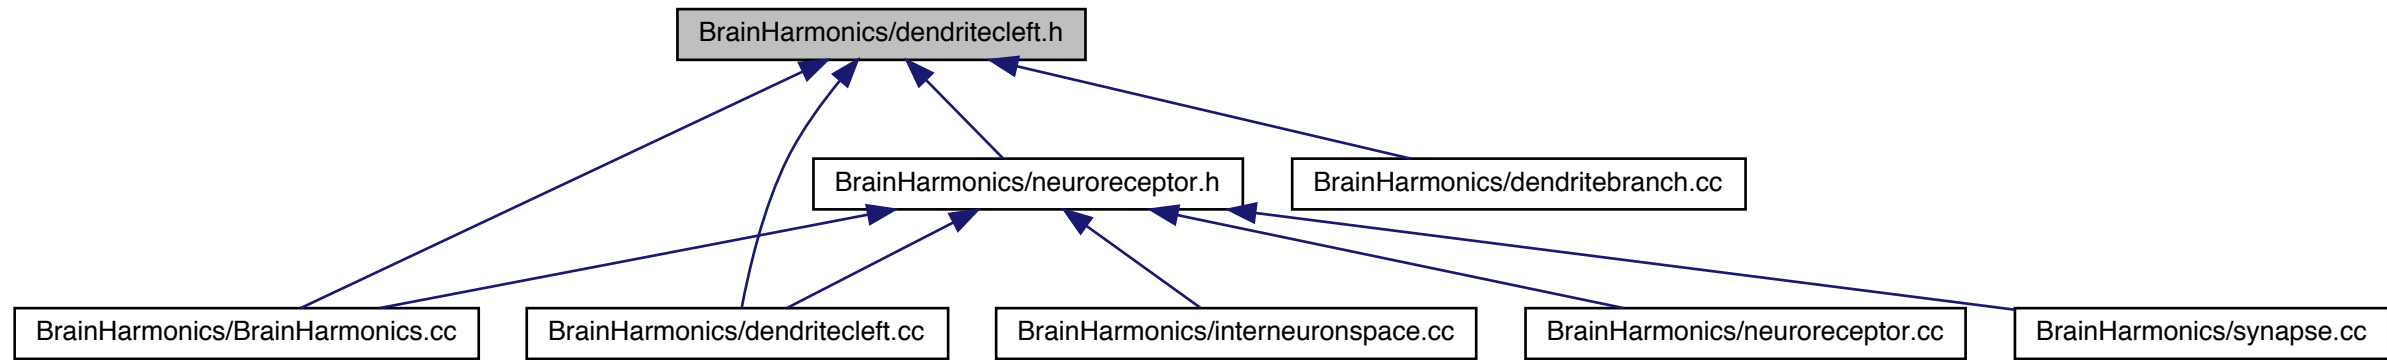 BrainHarmonics/dendritecleft.h
BrainHarmonics/neuroreceptor.h
BrainHarmonics/dendritebranch.cc
BrainHarmonics/BrainHarmonics.cc
BrainHarmonics/dendritecleft.cc
BrainHarmonics/interneuronspace.cc
BrainHarmonics/neuroreceptor.cc
BrainHarmonics/synapse.cc